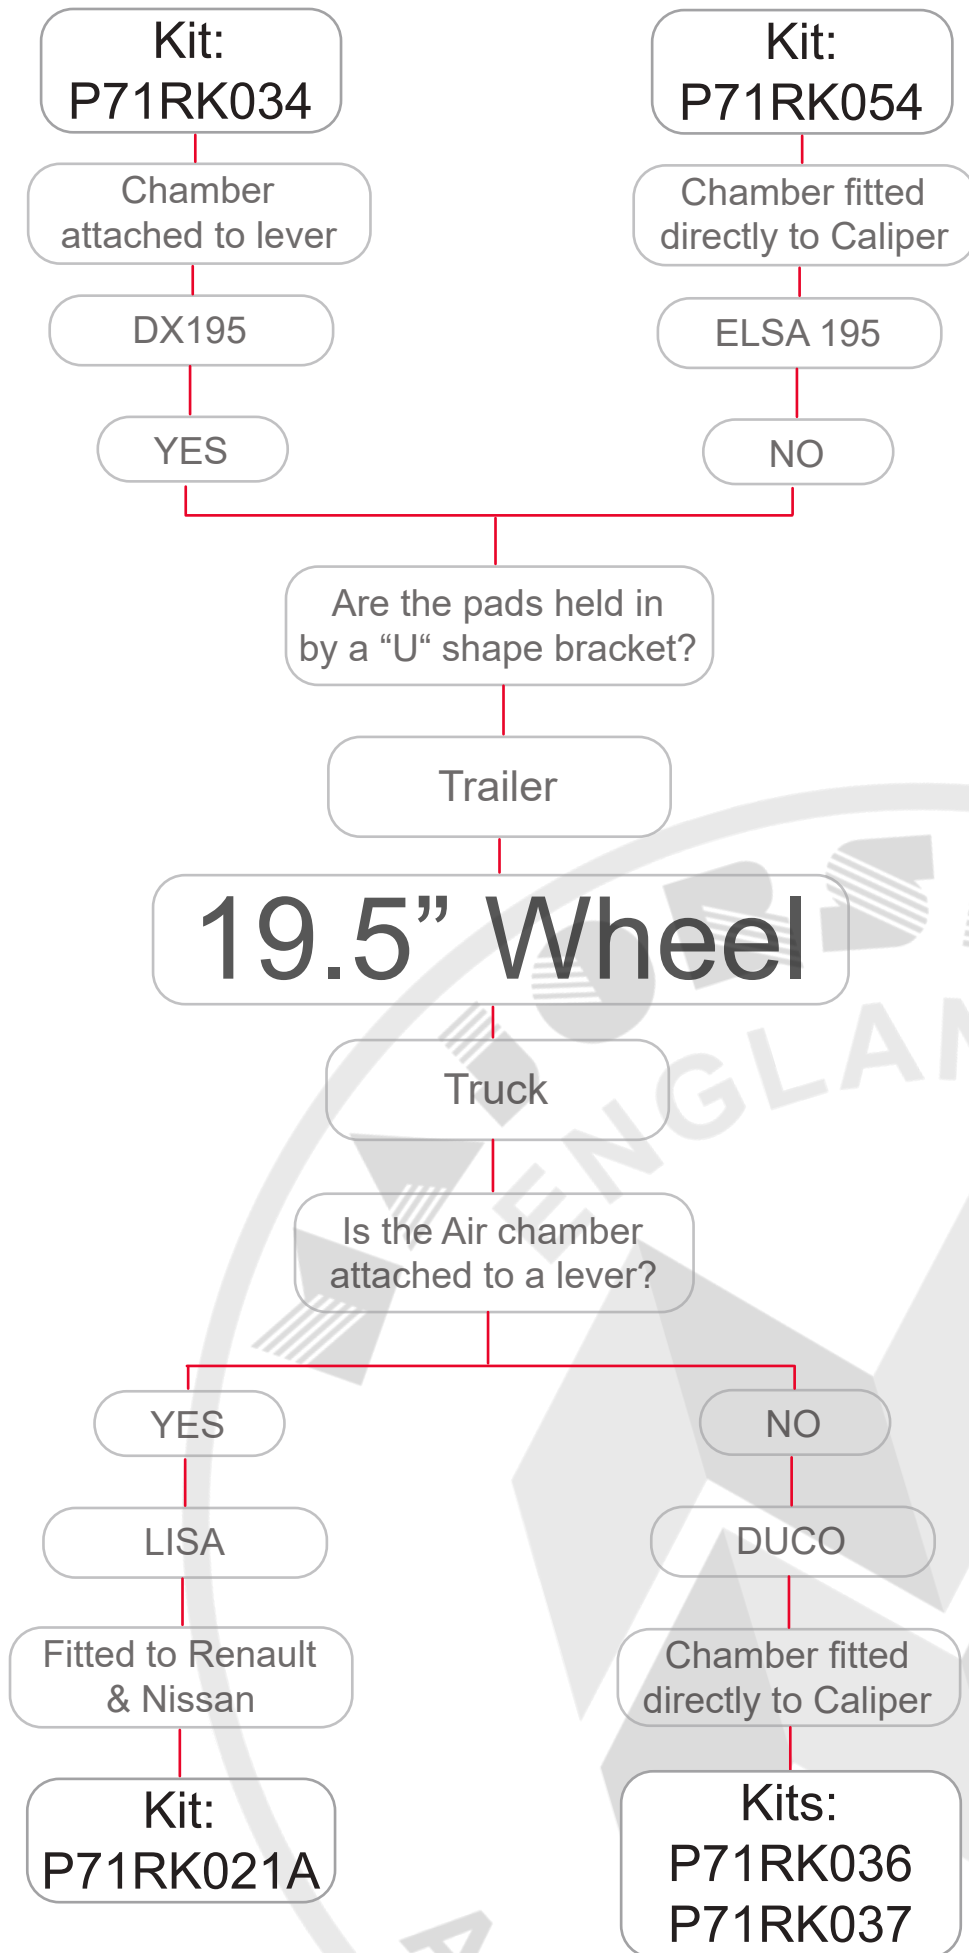 Kit:
P71RK034
Kit:
P71RK054
Chamber
attached to lever
Chamber fitted
directly to Caliper
DX195
ELSA 195
YES
NO
Are the pads held in
by a “U“ shape bracket?
Trailer
19.5” Wheel
Truck
Is the Air chamber
attached to a lever?
YES
NO
LISA
DUCO
Fitted to Renault
& Nissan
Chamber fitted
directly to Caliper
Kit:
P71RK021A
Kits:
P71RK036
P71RK037